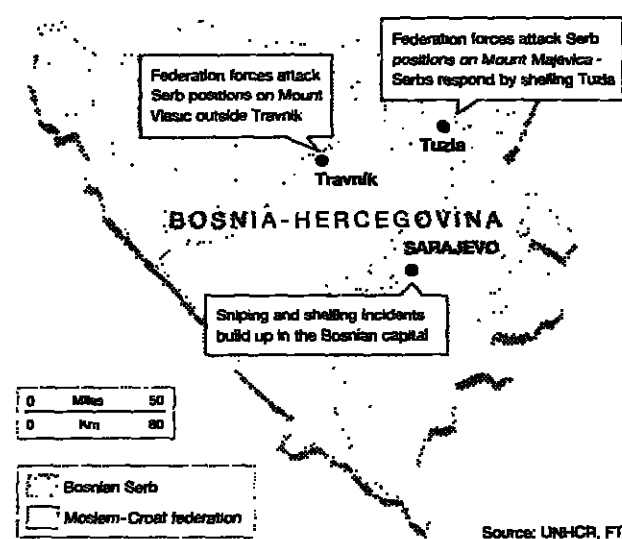 Federation forces attack
Serb positions on Mount
Vlasic outside Travnik
Federation forces attack Serb
positions on Mount Majevica -
Serbs respond by shelling Tuzla
Tuzla
Travnik
BOSNIA-HERCEGOVINA
SARAJEVO
Sniping and shelling incidents
build up in the Bosnian capital
0 Miles 50
0 Km 80
Bosnian Serb
Moslem-Croat federation
Source: UNHCR, FT